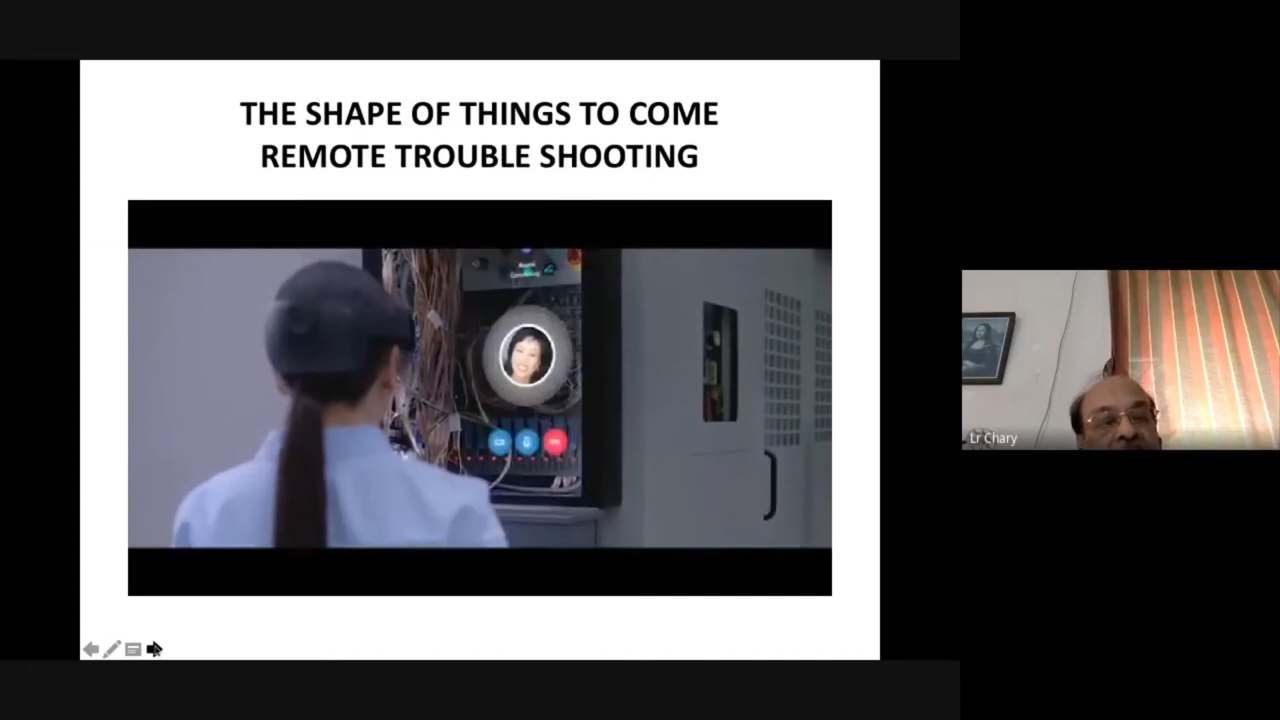 THE SHAPE OF THINGS TO COME
REMOTE TROUBLE SHOOTING
Lr Chary